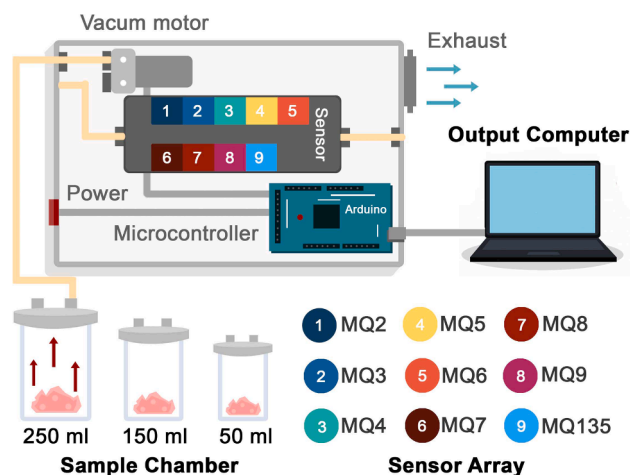 Vacum motor
Exhaust
1 2 3 4 5
Sensor
6 7 8 9
Output Computer
Power
Arduino
Microcontroller
1 MQ2
4 MQ5
7 MQ8
2 MQ3
5 MQ6
8 MQ9
3 MQ4
6 MQ7
9 MQ135
250 ml
150 ml
50 ml
Sample Chamber
Sensor Array